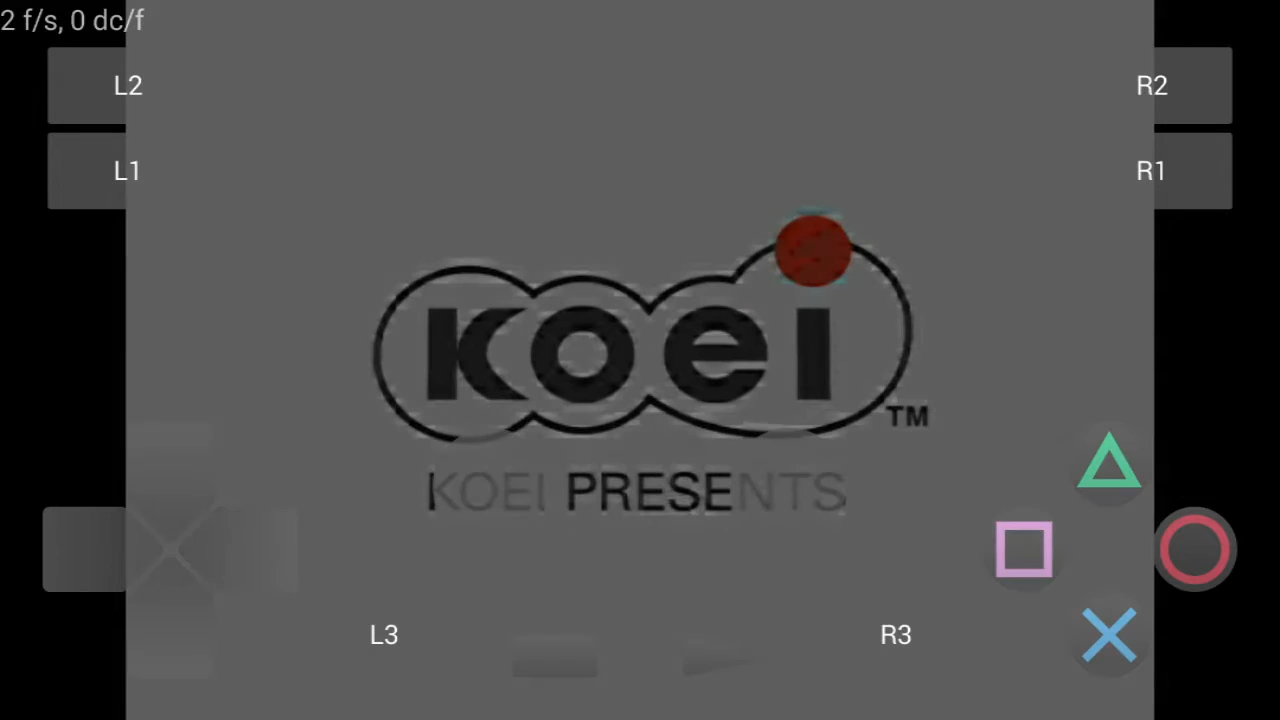 2 f/s, 0 dc/f
L2
R2
L1
R1
koei
TM
KOEI PRESENTS
L3
R3